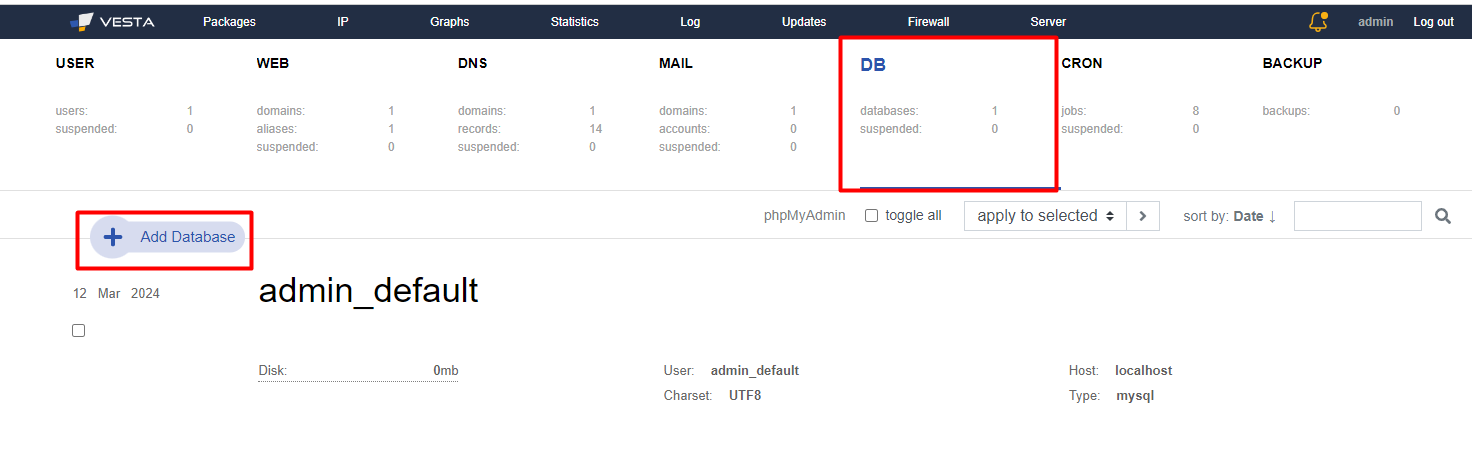 VESTA Packages IP Graphs Statistics Log Updates Firewall Server admin Log out
USER WEB DNS MAIL DB CRON BACKUP
users: 1 domains: 1 domains: 1 domains: 1 databases: 1 jobs: 8 backups: 0
suspended: 0 aliases: 1 records: 14 accounts: 0 suspended: 0 suspended: 0
suspended: 0 suspended: 0 suspended: 0
phpMyAdmin toggle all apply to selected sort by: Date ↓
Add Database
12 Mar 2024 admin_default
Disk: 0mb User: admin_default Host: localhost
Charset: UTF8 Type: mysql